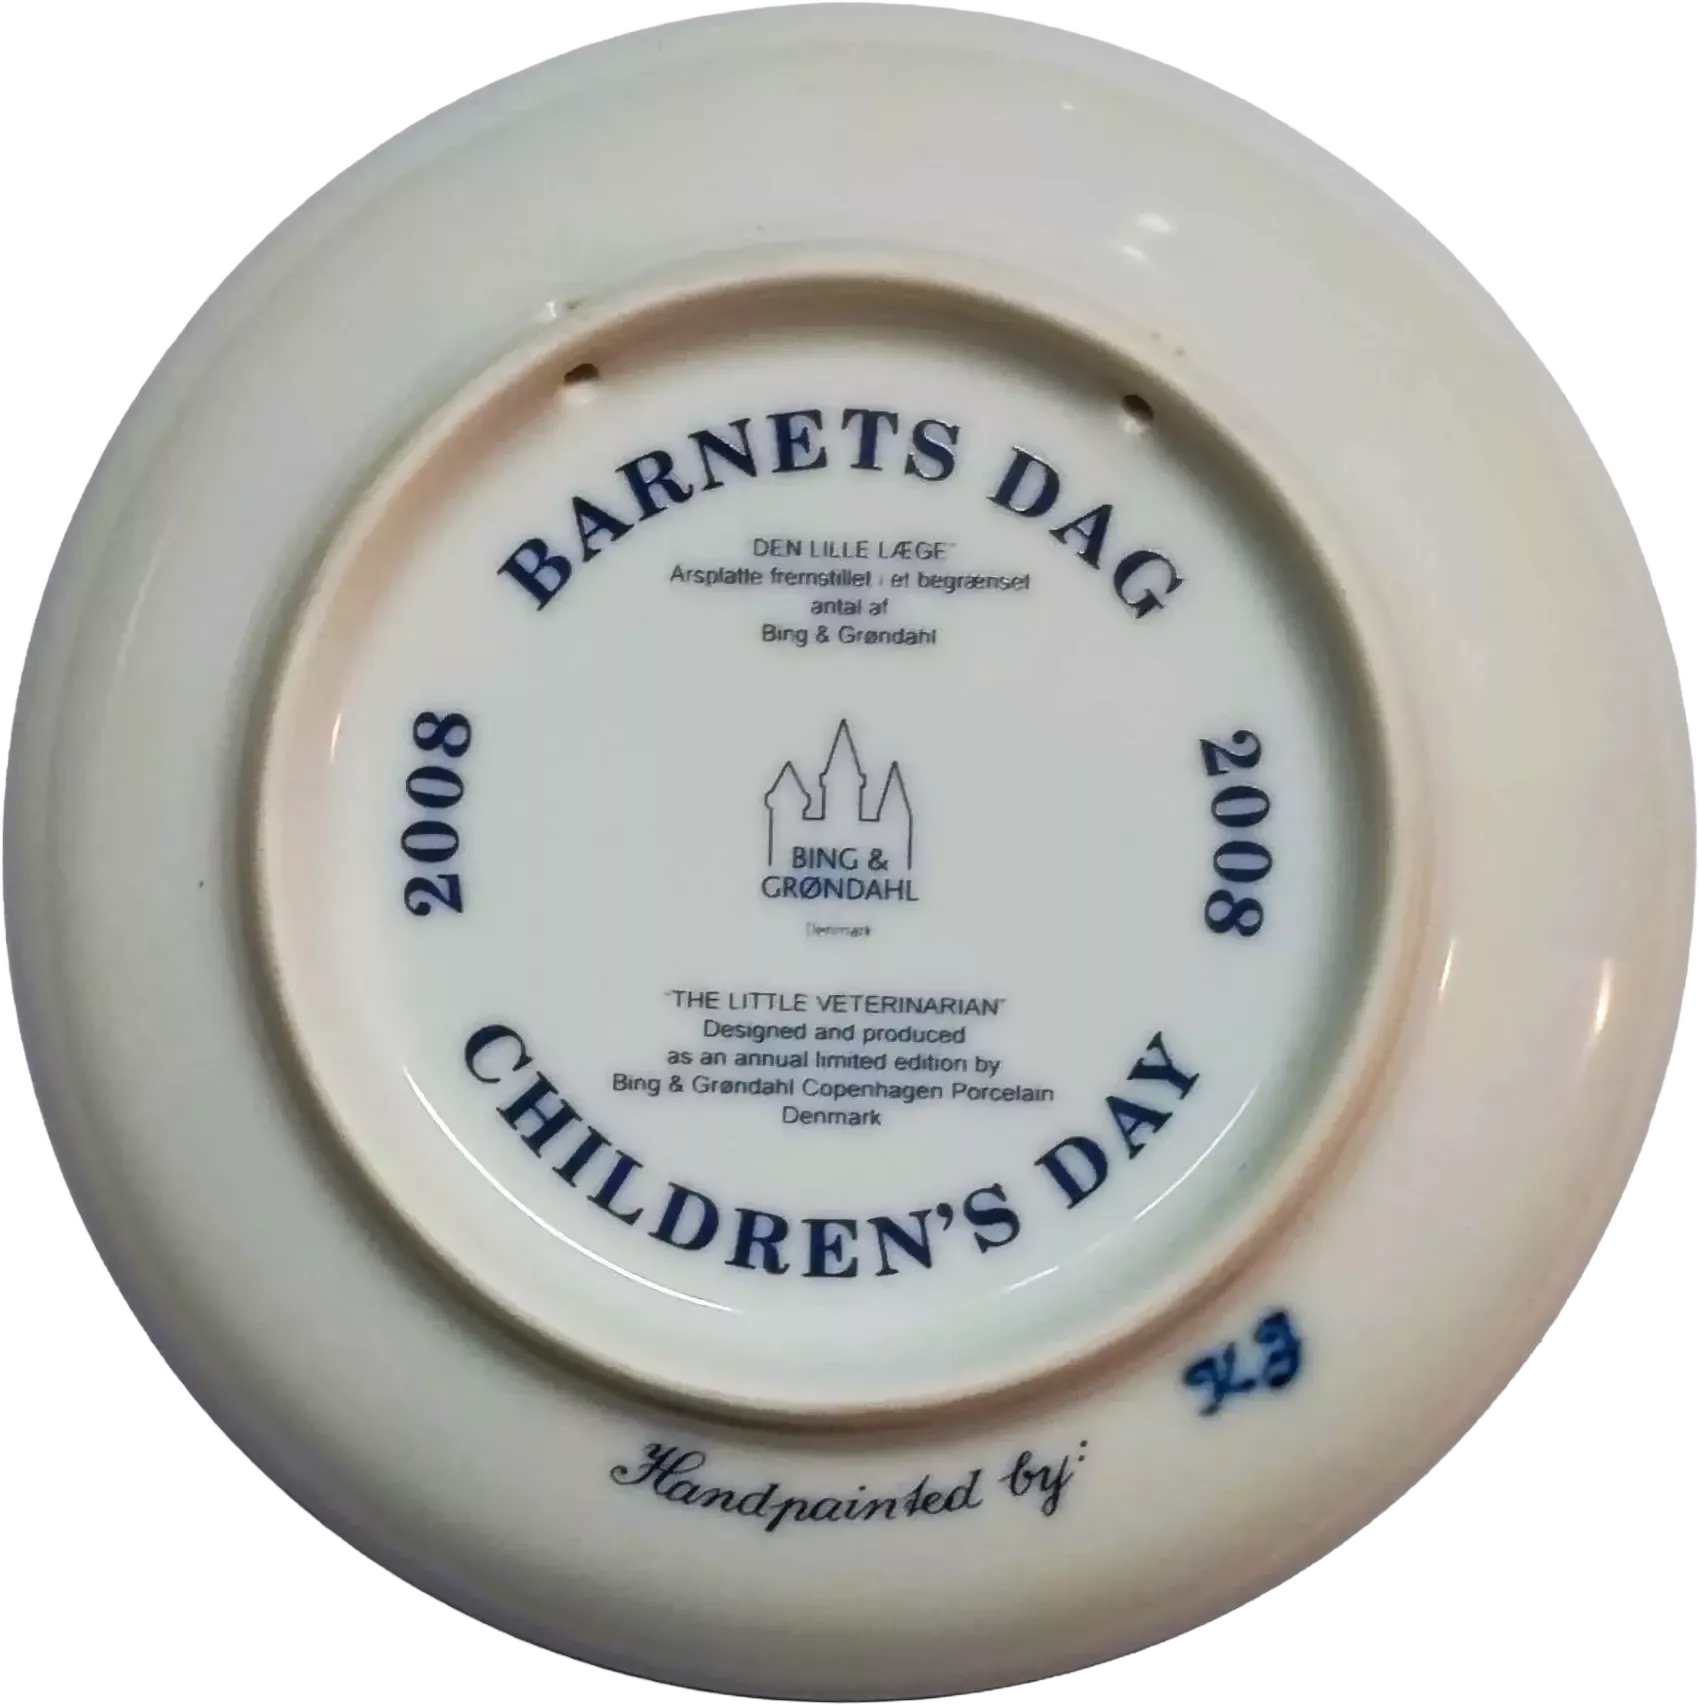 BARNETS DAG
"DEN LILLE LÆGE"
Årsplatte fremstillet i et begrænset
antal af
Bing & Grøndahl
2008
2008
BING &
GRØNDAHL
Denmark
"THE LITTLE VETERINARIAN"
Designed and produced
as an annual limited edition by
Bing & Grøndahl Copenhagen Porcelain
Denmark
CHILDREN'S DAY
Handpainted by: